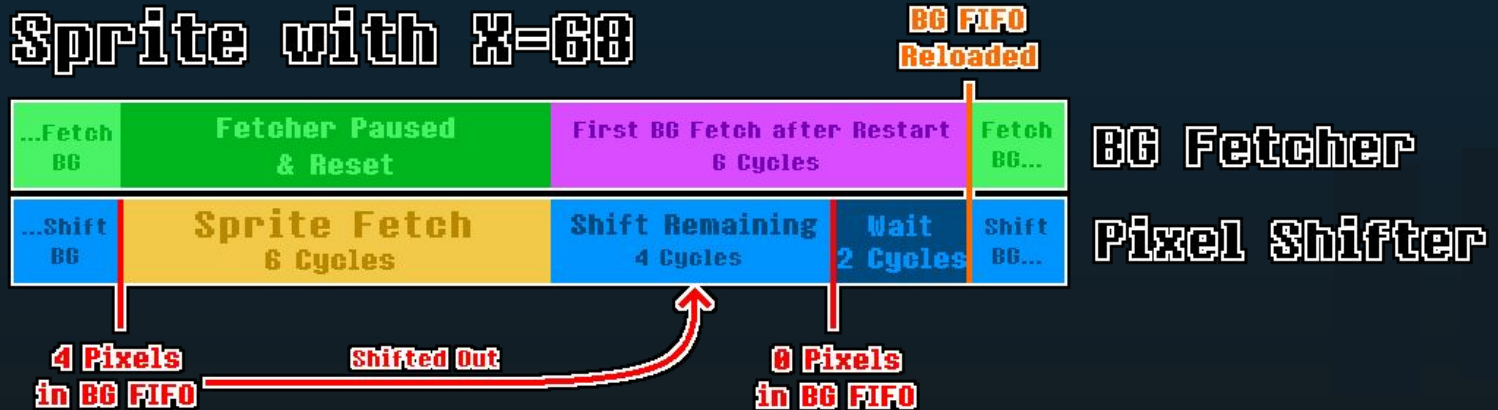 Sprite with X=68
BG FIFO
Reloaded
...Fetch
BG
Fetcher Paused
& Reset
First BG Fetch after Restart
6 Cycles
Fetch
BG...
BG Fetcher
...Shift
BG
Sprite Fetch
6 Cycles
Shift Remaining
4 Cycles
Wait
2 Cycles
Shift
BG...
Pixel Shifter
4 Pixels
in BG FIFO
Shifted Out
0 Pixels
in BG FIFO